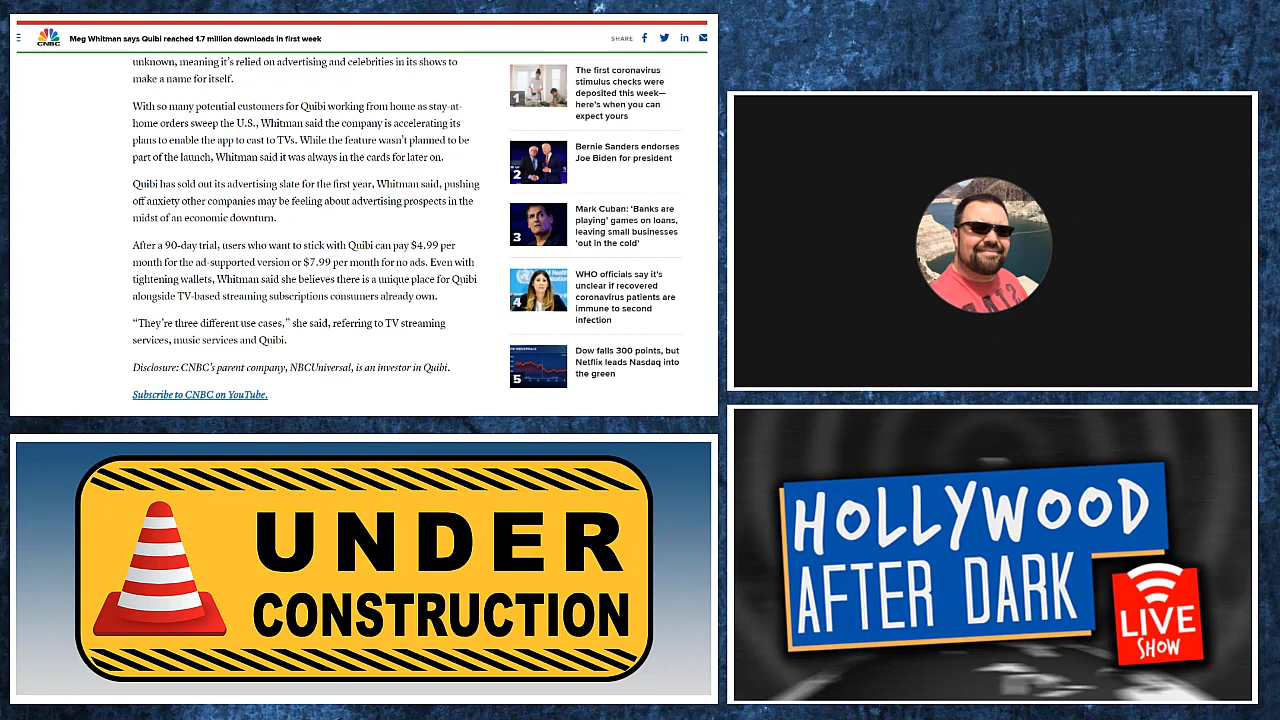 CNBC
Meg Whitman says Quibi reached 1.7 million downloads in first week
SHARE
unknown, meaning it's relied on advertising and celebrities in its shows to
make a name for itself.
With so many potential customers for Quibi working from home as stay-at-
home orders sweep the U.S., Whitman said the company is accelerating its
plans to enable the app to cast to TVs. While the feature wasn't planned to be
part of the launch, Whitman said it was always in the cards for later on.
Quibi has sold out its advertising slate for the first year, Whitman said, pushing
off anxiety other companies may be feeling about advertising prospects in the
midst of an economic downturn.
After a 90-day trial, users who want to stick with Quibi can pay $4.99 per
month for the ad-supported version or $7.99 per month for no ads. Even with
tightening wallets, Whitman said she believes there is a unique place for Quibi
alongside TV-based streaming subscriptions consumers already own.
“They're three different use cases,” she said, referring to TV streaming
services, music services and Quibi.
Disclosure: CNBC's parent company, NBCUniversal, is an investor in Quibi.
Subscribe to CNBC on YouTube.
1
The first coronavirus
stimulus checks were
deposited this week—
here's when you can
expect yours
2
Bernie Sanders endorses
Joe Biden for president
3
Mark Cuban: ‘Banks are
playing’ games on loans,
leaving small businesses
‘out in the cold’
4
WHO officials say it's
unclear if recovered
coronavirus patients are
immune to second
infection
5
Dow falls 300 points, but
Netflix leads Nasdaq into
the green
UNDER
CONSTRUCTION
HOLLYWOOD
AFTER DARK
LIVE
SHOW